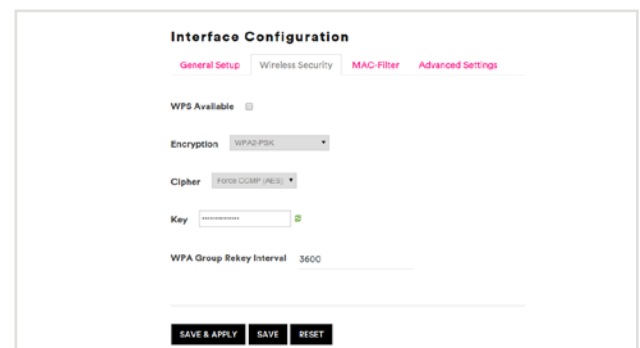 Interface Configuration
General Setup Wireless Security MAC-Filter Advanced Settings
WPS Available
Encryption WPA2-PSK
Cipher Force CCMP (AES)
Key ••••••••••••••
WPA Group Rekey Interval 3600
SAVE & APPLY SAVE RESET